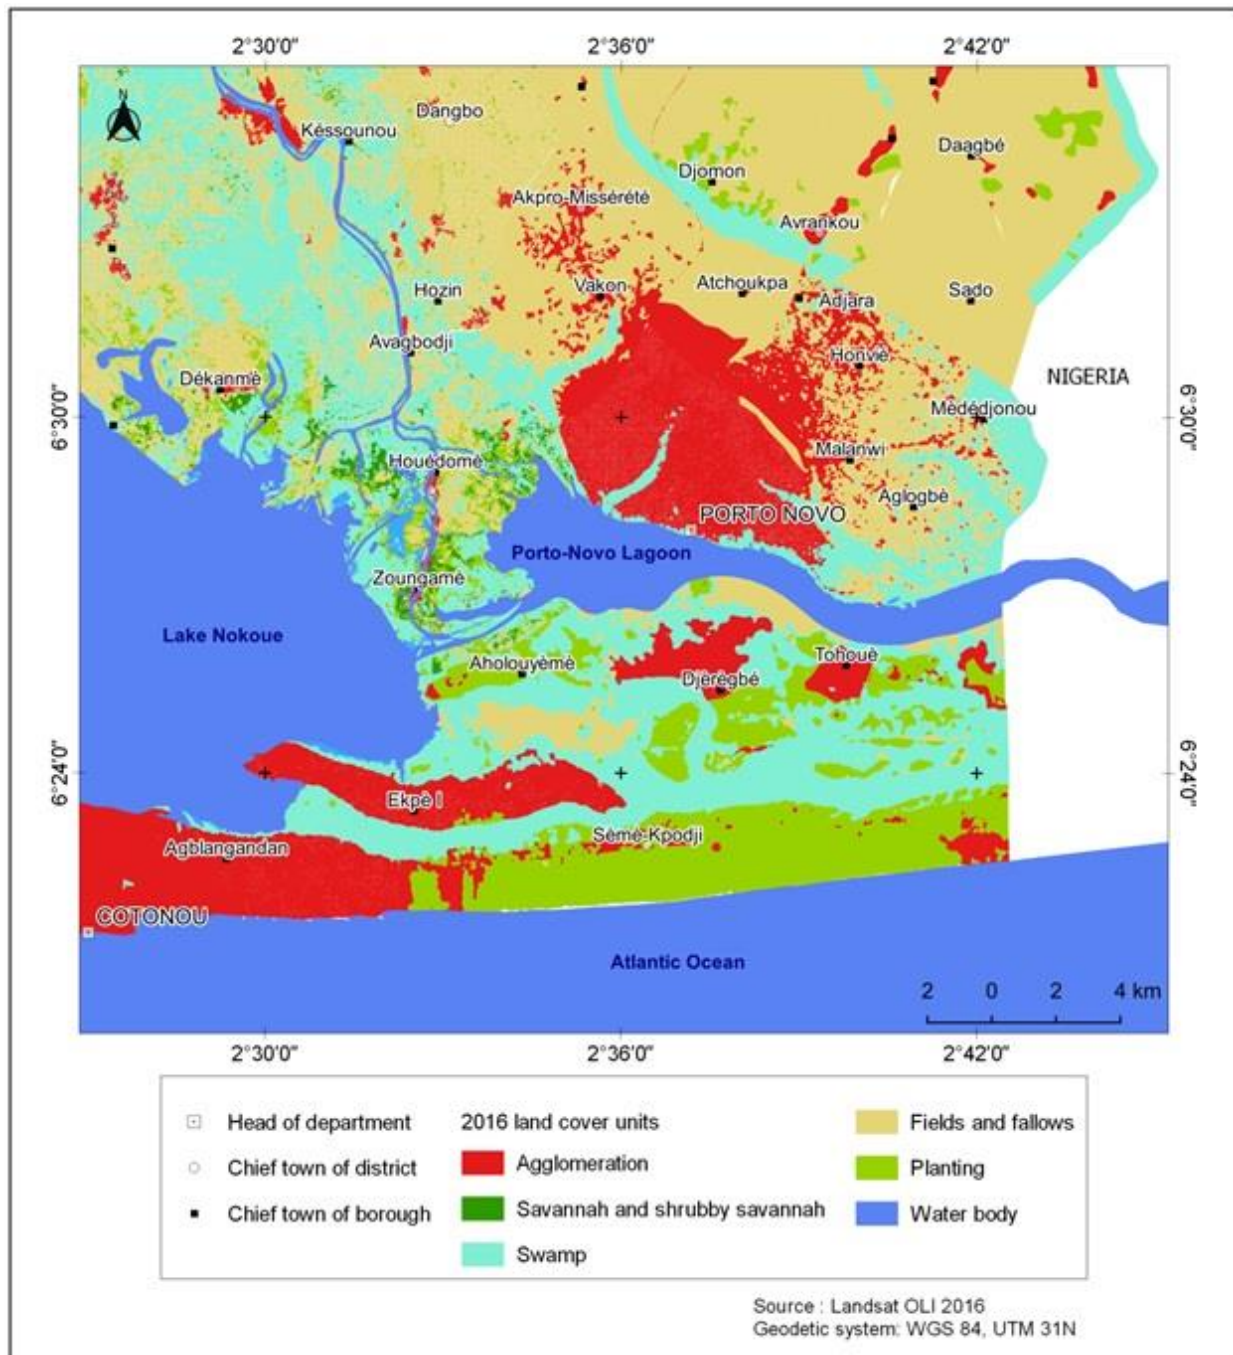 2°30'0" 2°36'0" 2°42'0"
N
Dangbo
Késsounou
Daagbé
Djomon
Akpro-Missérété
Avrankou
Vakon
Atchoukpa
Hozin
Adjara
Sado
Avagbodji
Honviè
Dékanmè
NIGERIA
6°30'0" 6°30'0"
Mèdédjonou
Malanwi
Houédomè
Aglogbè
PORTO NOVO
Porto-Novo Lagoon
Zoungamè
Lake Nokoue
Aholouyèmè
Tohouè
Djèrègbé
6°24'0" 6°24'0"
Ekpè I
Sèmè-Kpodji
Agblangandan
COTONOU
Atlantic Ocean
2 0 2 4 km
2°30'0" 2°36'0" 2°42'0"
Head of department
Chief town of district
Chief town of borough
2016 land cover units
Agglomeration
Savannah and shrubby savannah
Swamp
Fields and fallows
Planting
Water body
Source : Landsat OLI 2016
Geodetic system: WGS 84, UTM 31N